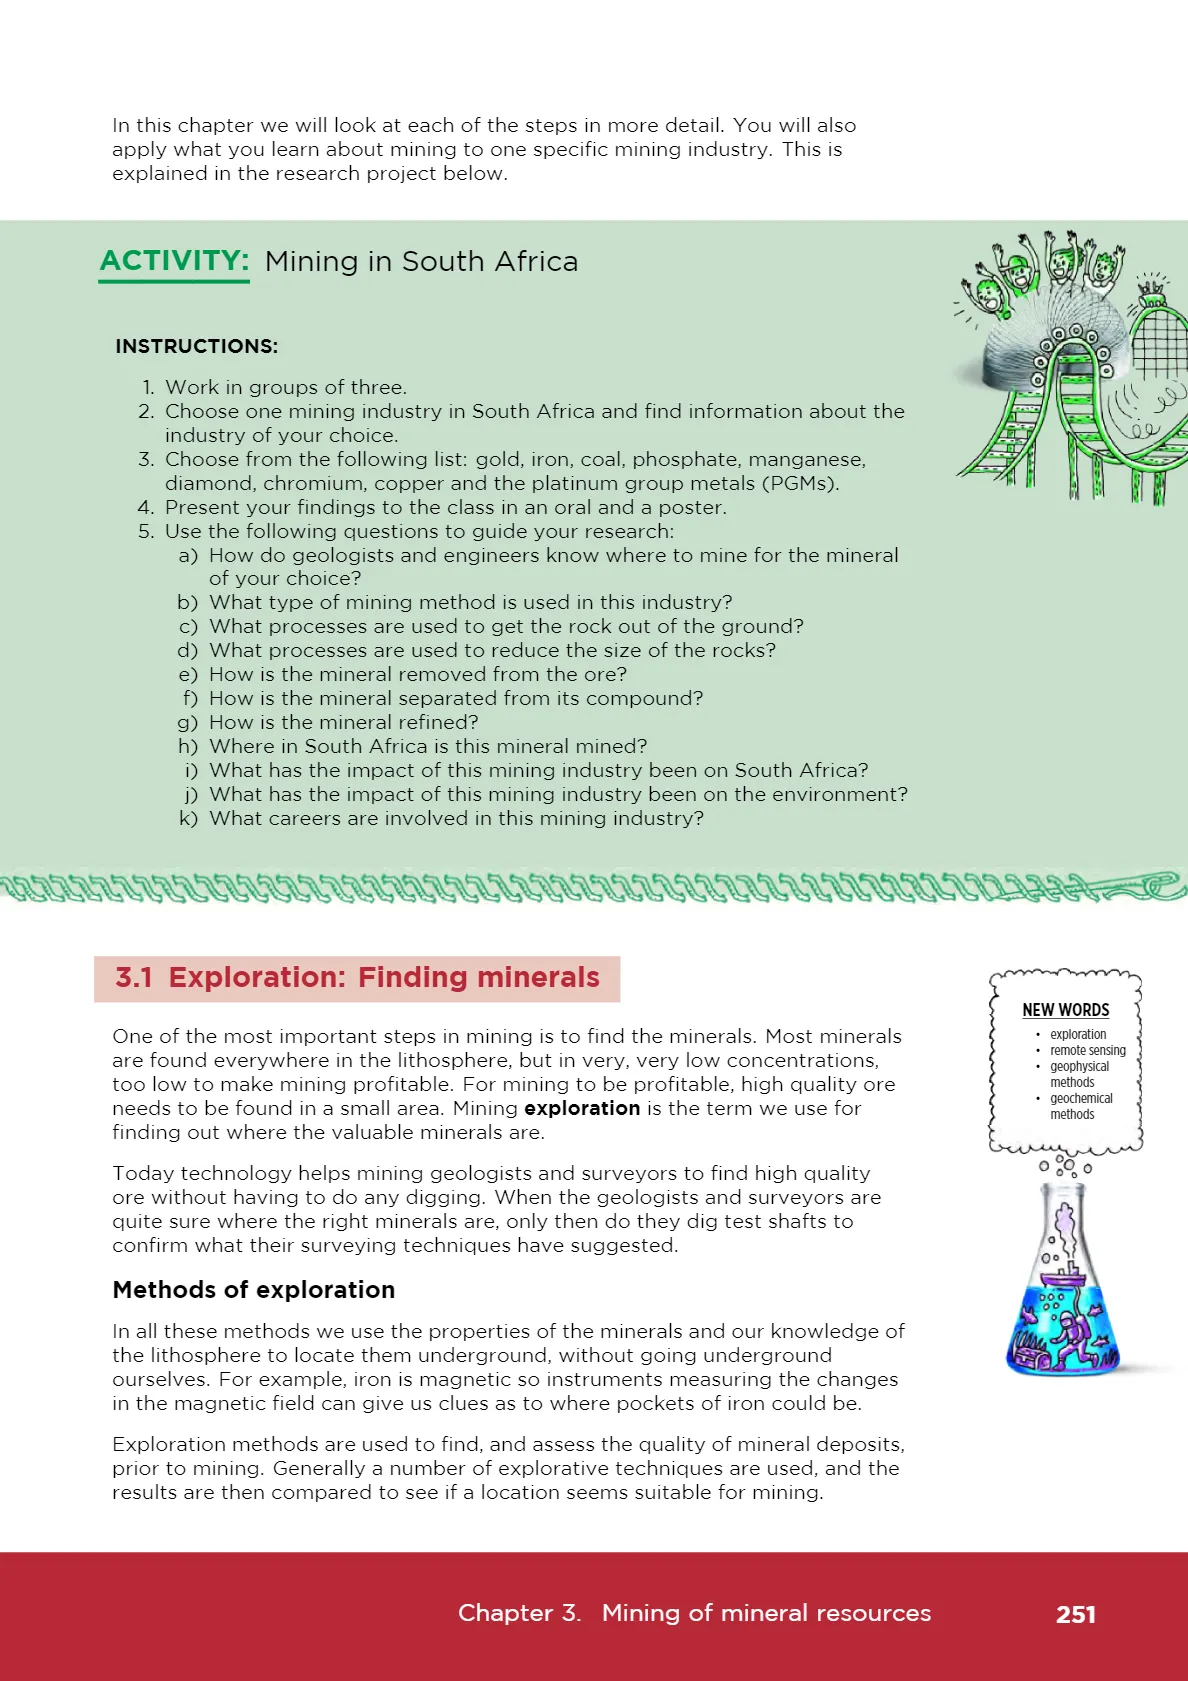 In this chapter we will look at each of the steps in more detail. You will also
apply what you learn about mining to one specific mining industry. This is
explained in the research project below.
ACTIVITY: Mining in South Africa
INSTRUCTIONS:
1. Work in groups of three.
2. Choose one mining industry in South Africa and find information about the
industry of your choice.
3. Choose from the following list: gold, iron, coal, phosphate, manganese,
diamond, chromium, copper and the platinum group metals (PGMs).
4. Present your findings to the class in an oral and a poster.
5. Use the following questions to guide your research:
a) How do geologists and engineers know where to mine for the mineral
of your choice?
b) What type of mining method is used in this industry?
c) What processes are used to get the rock out of the ground?
d) What processes are used to reduce the size of the rocks?
e) How is the mineral removed from the ore?
f) How is the mineral separated from its compound?
g) How is the mineral refined?
h) Where in South Africa is this mineral mined?
i) What has the impact of this mining industry been on South Africa?
j) What has the impact of this mining industry been on the environment?
k) What careers are involved in this mining industry?
3.1 Exploration: Finding minerals
One of the most important steps in mining is to find the minerals. Most minerals
are found everywhere in the lithosphere, but in very, very low concentrations,
too low to make mining profitable. For mining to be profitable, high quality ore
needs to be found in a small area. Mining exploration is the term we use for
finding out where the valuable minerals are.
Today technology helps mining geologists and surveyors to find high quality
ore without having to do any digging. When the geologists and surveyors are
quite sure where the right minerals are, only then do they dig test shafts to
confirm what their surveying techniques have suggested.
Methods of exploration
In all these methods we use the properties of the minerals and our knowledge of
the lithosphere to locate them underground, without going underground
ourselves. For example, iron is magnetic so instruments measuring the changes
in the magnetic field can give us clues as to where pockets of iron could be.
Exploration methods are used to find, and assess the quality of mineral deposits,
prior to mining. Generally a number of explorative techniques are used, and the
results are then compared to see if a location seems suitable for mining.
NEW WORDS
• exploration
• remote sensing
• geophysical
methods
• geochemical
methods
Chapter 3. Mining of mineral resources 251